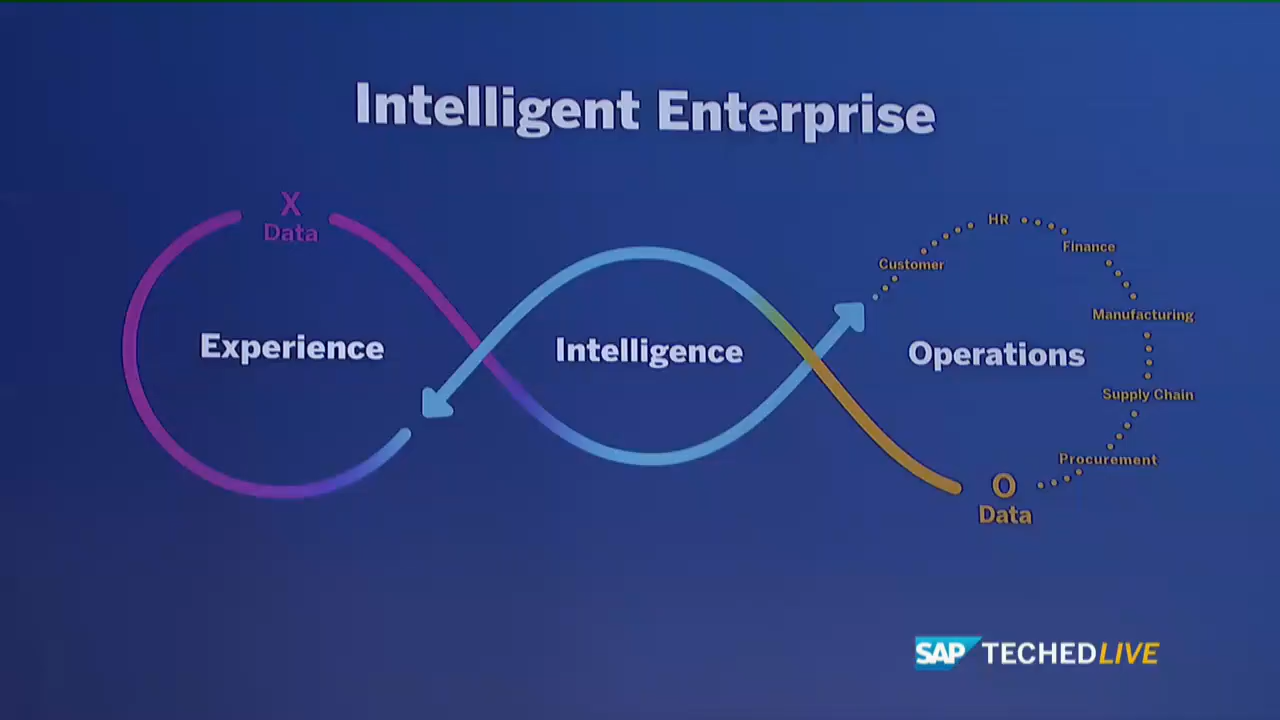 Intelligent Enterprise
X
Data
Experience
Intelligence
Operations
Customer
HR
Finance
Manufacturing
Supply Chain
Procurement
O
Data
SAP TECHEDLIVE